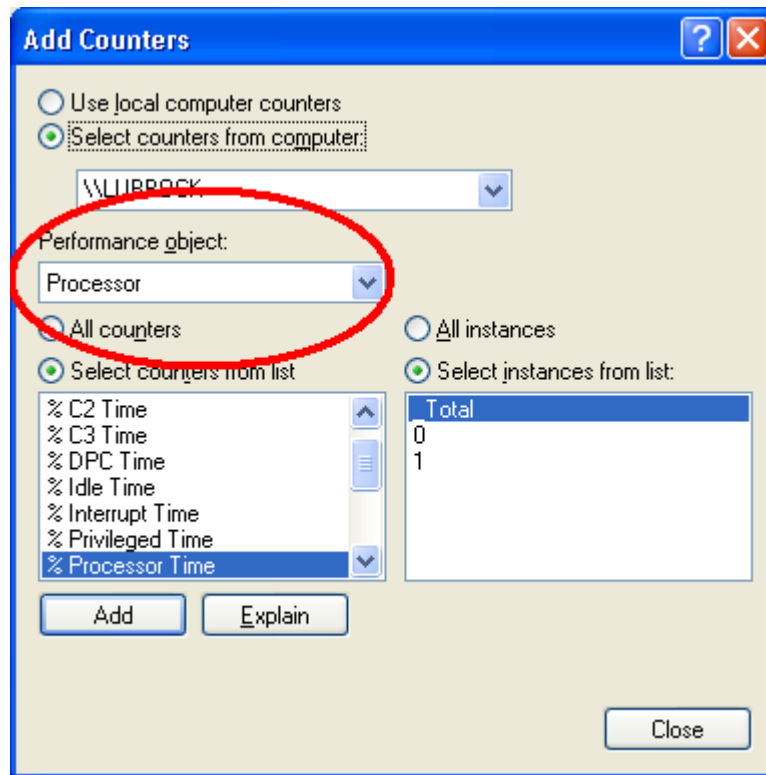 Add Counters
Use local computer counters
Select counters from computer:
\\LUBBOCK
Performance object:
Processor
All counters
All instances
Select counters from list
Select instances from list:
% C2 Time
% C3 Time
% DPC Time
% Idle Time
% Interrupt Time
% Privileged Time
% Processor Time
_Total
0
1
Add
Explain
Close